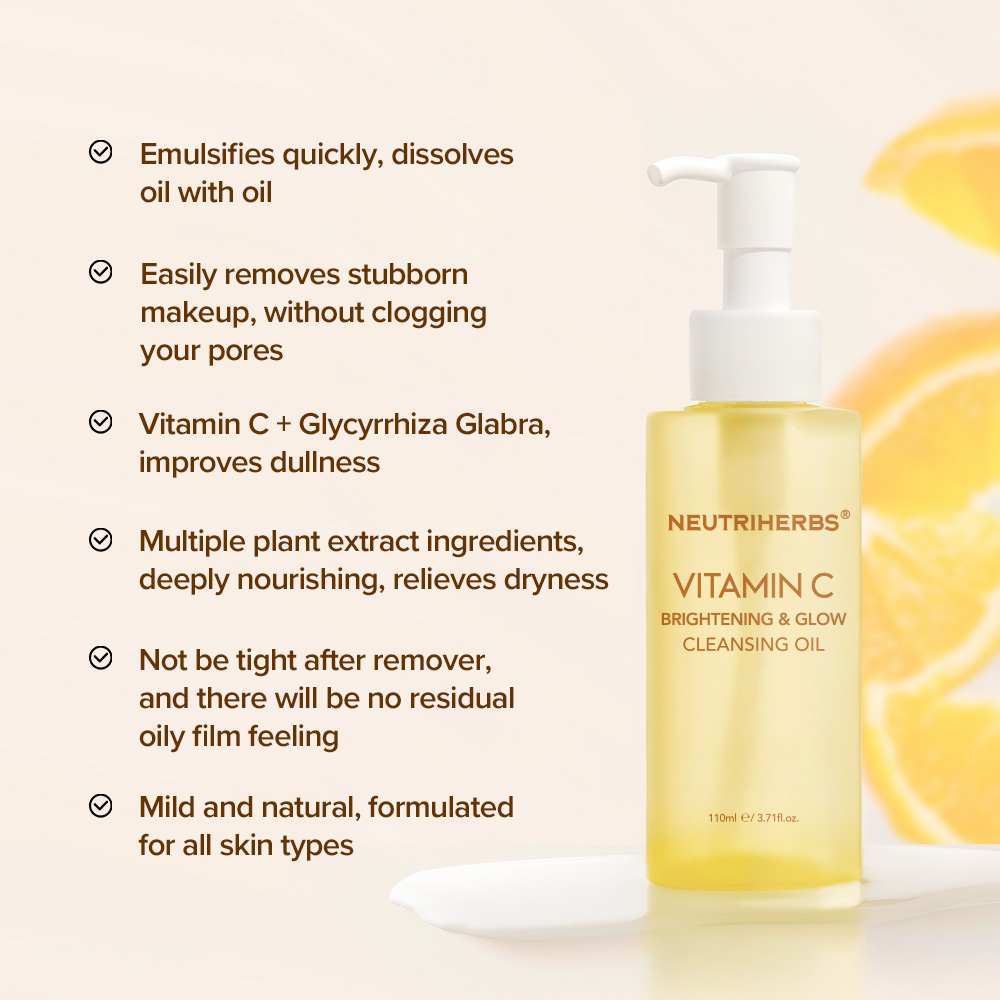 Emulsifies quickly, dissolves
oil with oil
Easily removes stubborn
makeup, without clogging
your pores
Vitamin C + Glycyrrhiza Glabra,
improves dullness
Multiple plant extract ingredients,
deeply nourishing, relieves dryness
Not be tight after remover,
and there will be no residual
oily film feeling
Mild and natural, formulated
for all skin types
NEUTRIHERBS®
VITAMIN C
BRIGHTENING & GLOW
CLEANSING OIL
110ml ℮/ 3.71fl.oz.